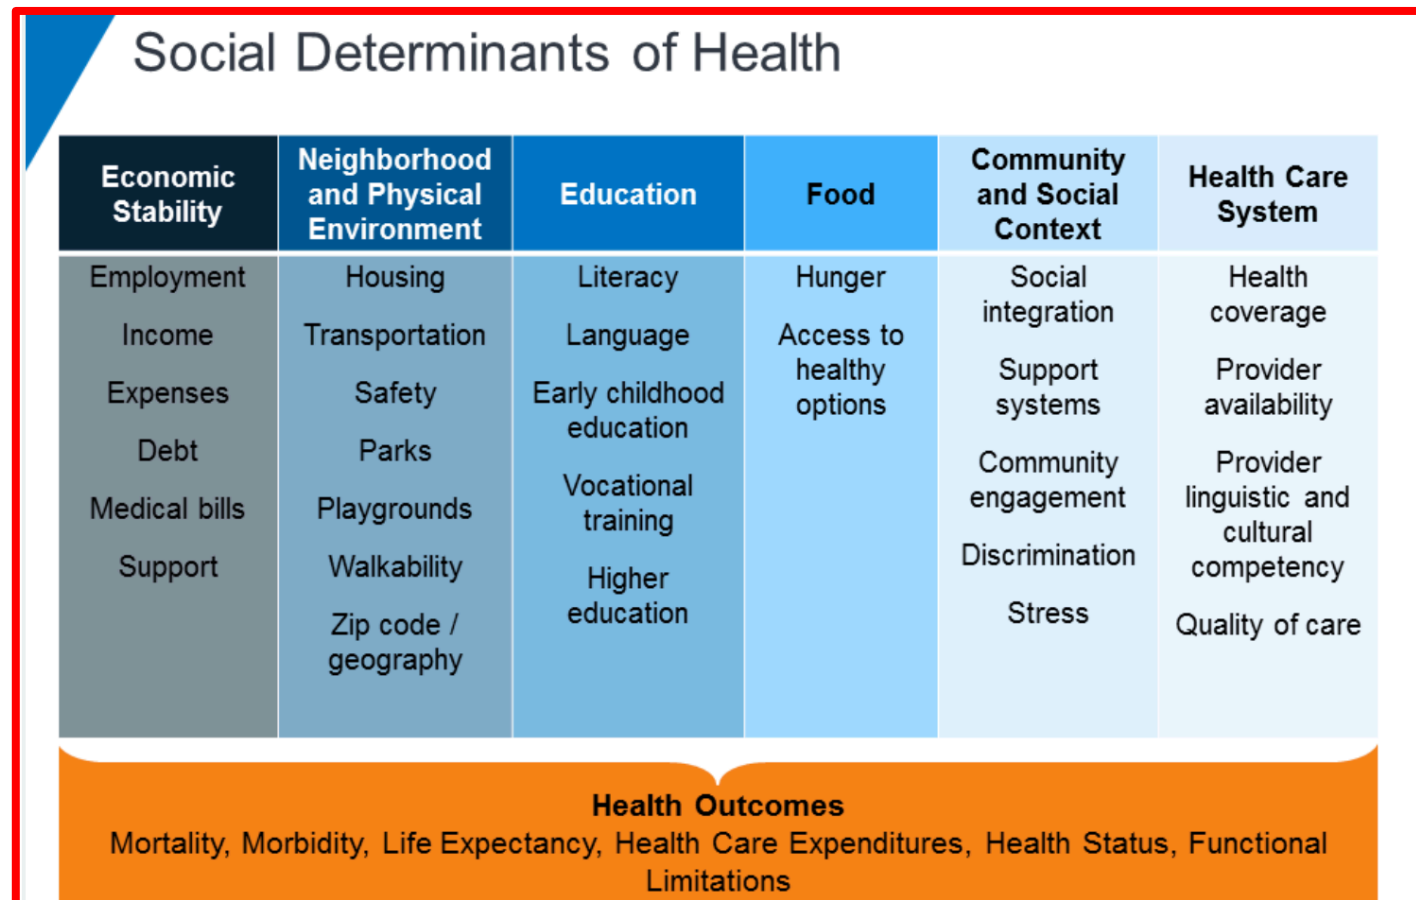 Social Determinants of Health
Economic
Stability
Neighborhood
and Physical
Environment
Education
Food
Community
and Social
Context
Health Care
System
Employment
Income
Expenses
Debt
Medical bills
Support
Housing
Transportation
Safety
Parks
Playgrounds
Walkability
Zip code /
geography
Literacy
Language
Early childhood
education
Vocational
training
Higher
education
Hunger
Access to
healthy
options
Social
integration
Support
systems
Community
engagement
Discrimination
Stress
Health
coverage
Provider
availability
Provider
linguistic and
cultural
competency
Quality of care
Health Outcomes
Mortality, Morbidity, Life Expectancy, Health Care Expenditures, Health Status, Functional
Limitations